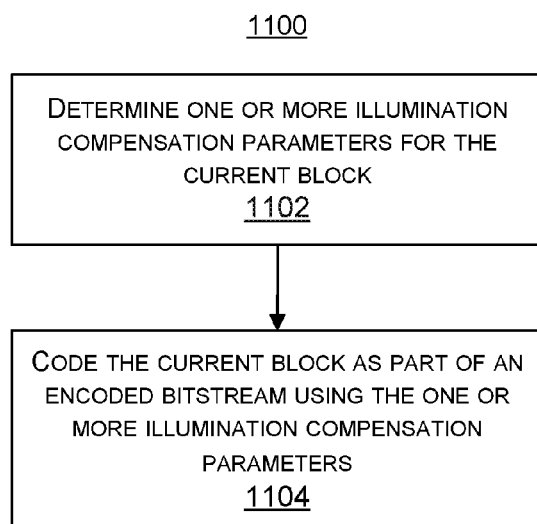 1100
DETERMINE ONE OR MORE ILLUMINATION
COMPENSATION PARAMETERS FOR THE
CURRENT BLOCK
1102
CODE THE CURRENT BLOCK AS PART OF AN
ENCODED BITSTREAM USING THE ONE OR
MORE ILLUMINATION COMPENSATION
PARAMETERS
1104